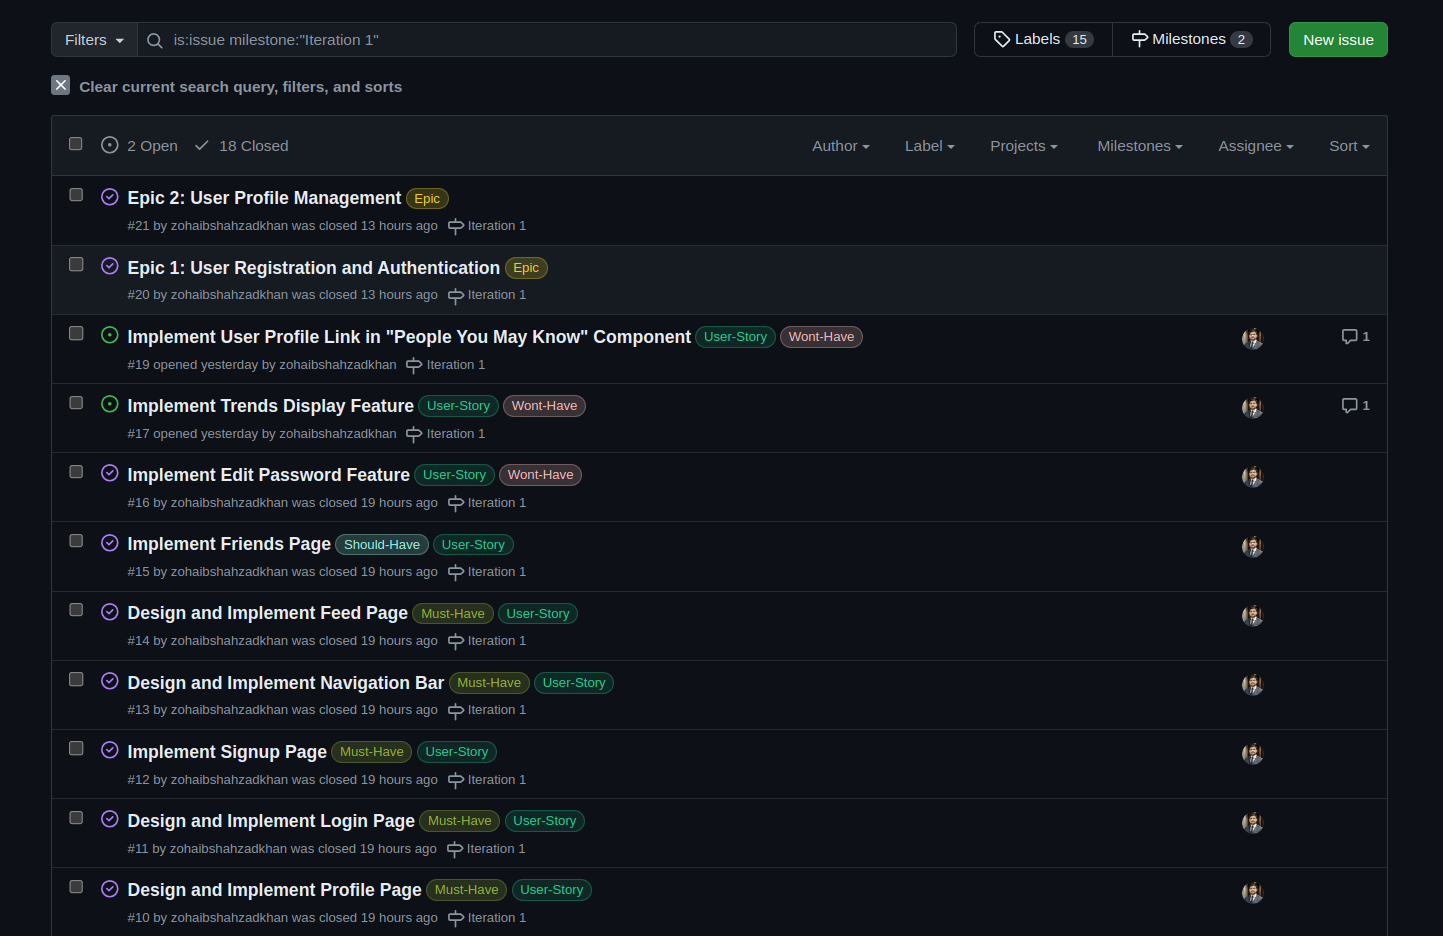 Filters is:issue milestone:"Iteration 1" Labels 15 Milestones 2 New issue
Clear current search query, filters, and sorts
2 Open 18 Closed Author Label Projects Milestones Assignee Sort
Epic 2: User Profile Management Epic
#21 by zohaibshahzadkhan was closed 13 hours ago Iteration 1
Epic 1: User Registration and Authentication Epic
#20 by zohaibshahzadkhan was closed 13 hours ago Iteration 1
Implement User Profile Link in "People You May Know" Component User-Story Wont-Have 1
#19 opened yesterday by zohaibshahzadkhan Iteration 1
Implement Trends Display Feature User-Story Wont-Have 1
#17 opened yesterday by zohaibshahzadkhan Iteration 1
Implement Edit Password Feature User-Story Wont-Have
#16 by zohaibshahzadkhan was closed 19 hours ago Iteration 1
Implement Friends Page Should-Have User-Story
#15 by zohaibshahzadkhan was closed 19 hours ago Iteration 1
Design and Implement Feed Page Must-Have User-Story
#14 by zohaibshahzadkhan was closed 19 hours ago Iteration 1
Design and Implement Navigation Bar Must-Have User-Story
#13 by zohaibshahzadkhan was closed 19 hours ago Iteration 1
Implement Signup Page Must-Have User-Story
#12 by zohaibshahzadkhan was closed 19 hours ago Iteration 1
Design and Implement Login Page Must-Have User-Story
#11 by zohaibshahzadkhan was closed 19 hours ago Iteration 1
Design and Implement Profile Page Must-Have User-Story
#10 by zohaibshahzadkhan was closed 19 hours ago Iteration 1